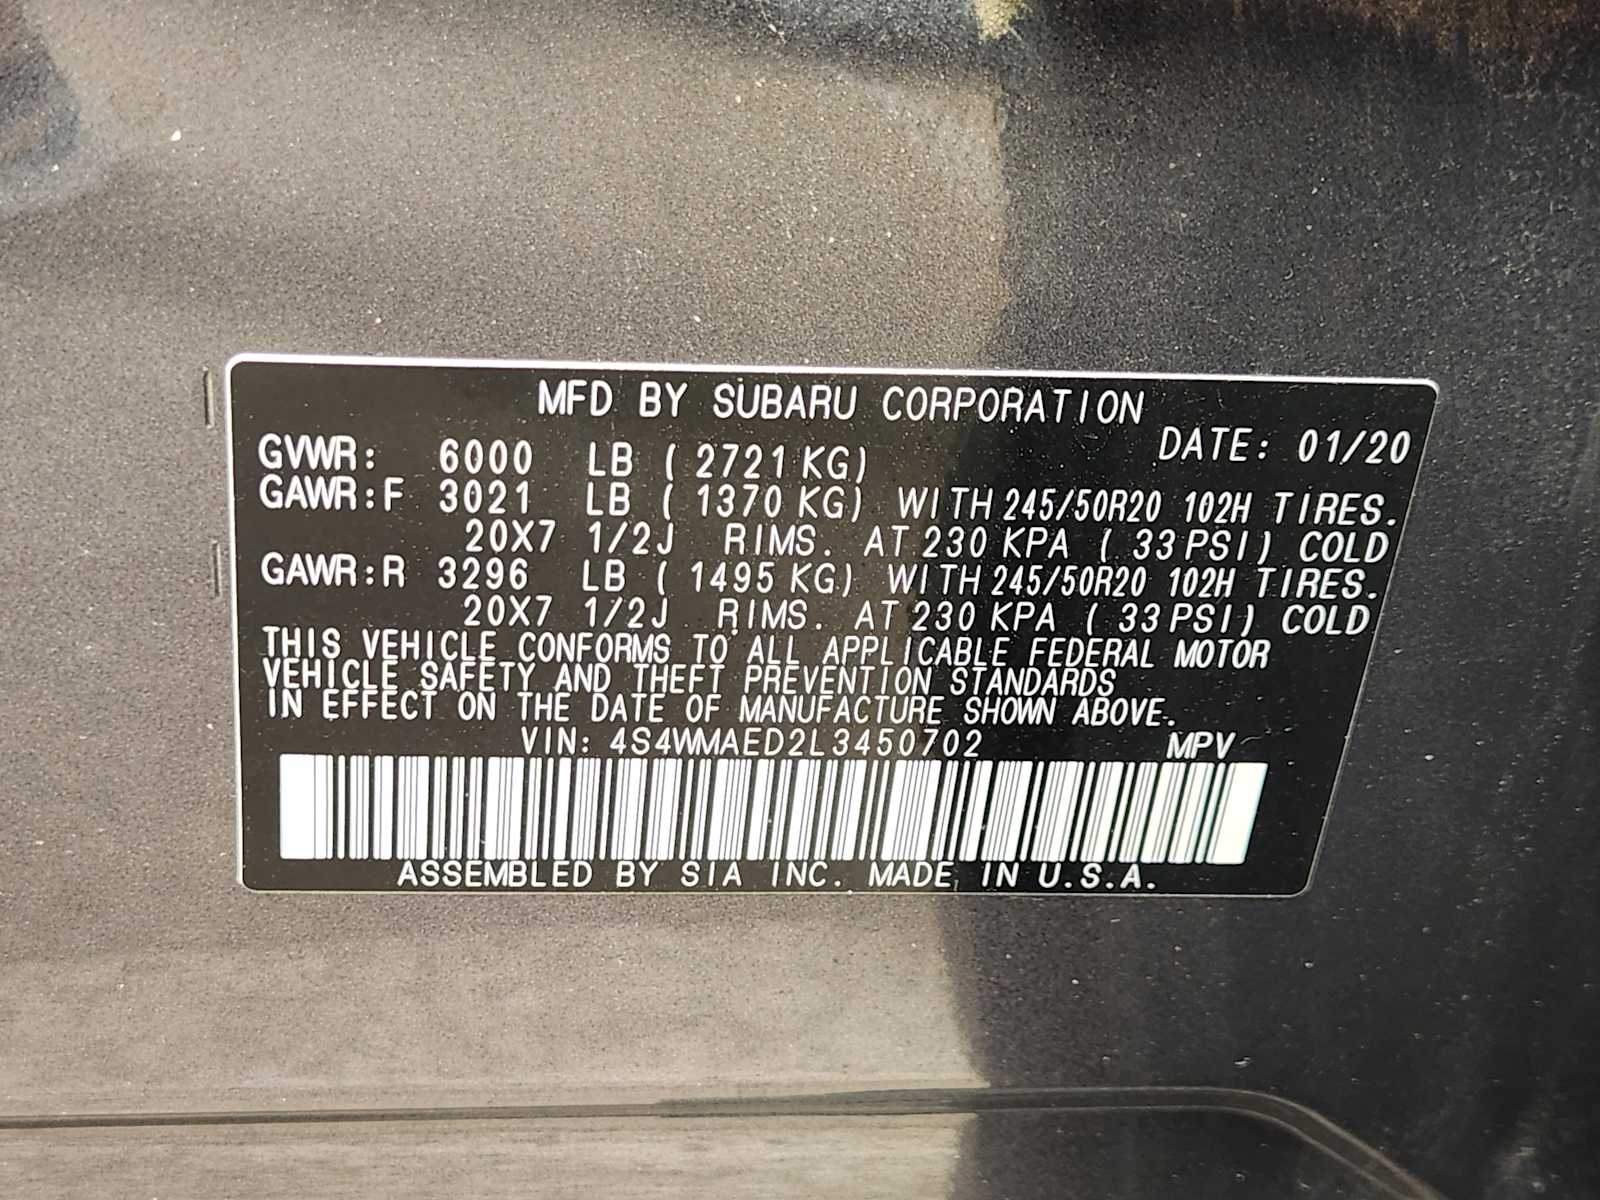 MFD BY SUBARU CORPORATION
DATE: 01/20
GVWR: 6000 LB ( 2721 KG)
GAWR:F 3021 LB ( 1370 KG) WITH 245/50R20 102H TIRES.
20X7 1/2J RIMS. AT 230 KPA ( 33 PSI) COLD
GAWR:R 3296 LB ( 1495 KG) WITH 245/50R20 102H TIRES.
20X7 1/2J RIMS. AT 230 KPA ( 33 PSI) COLD
THIS VEHICLE CONFORMS TO ALL APPLICABLE FEDERAL MOTOR
VEHICLE SAFETY AND THEFT PREVENTION STANDARDS
IN EFFECT ON THE DATE OF MANUFACTURE SHOWN ABOVE.
VIN: 4S4WMAED2L3450702 MPV
ASSEMBLED BY SIA INC. MADE IN U.S.A.